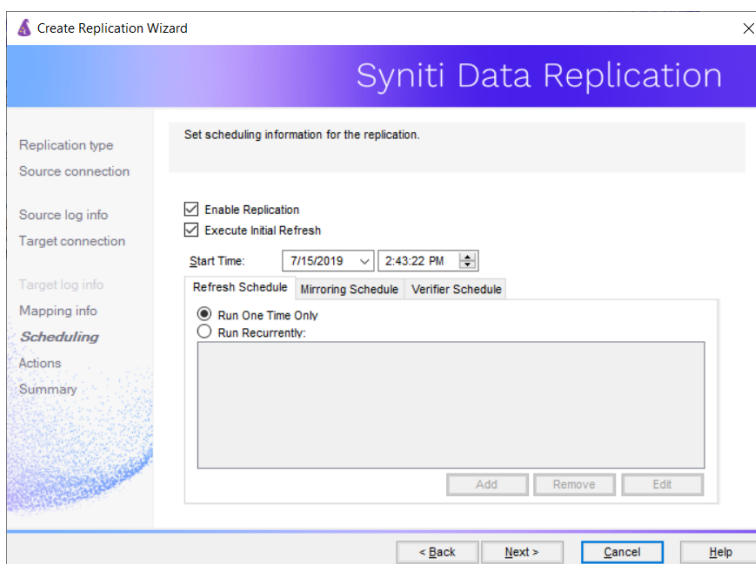 Create Replication Wizard
Syniti Data Replication
Replication type
Source connection
Source log info
Target connection
Target log info
Mapping info
Scheduling
Actions
Summary
Set scheduling information for the replication.
Enable Replication
Execute Initial Refresh
Start Time: 7/15/2019 2:43:22 PM
Refresh Schedule Mirroring Schedule Verifier Schedule
Run One Time Only
Run Recurrently:
Add Remove Edit
< Back Next > Cancel Help